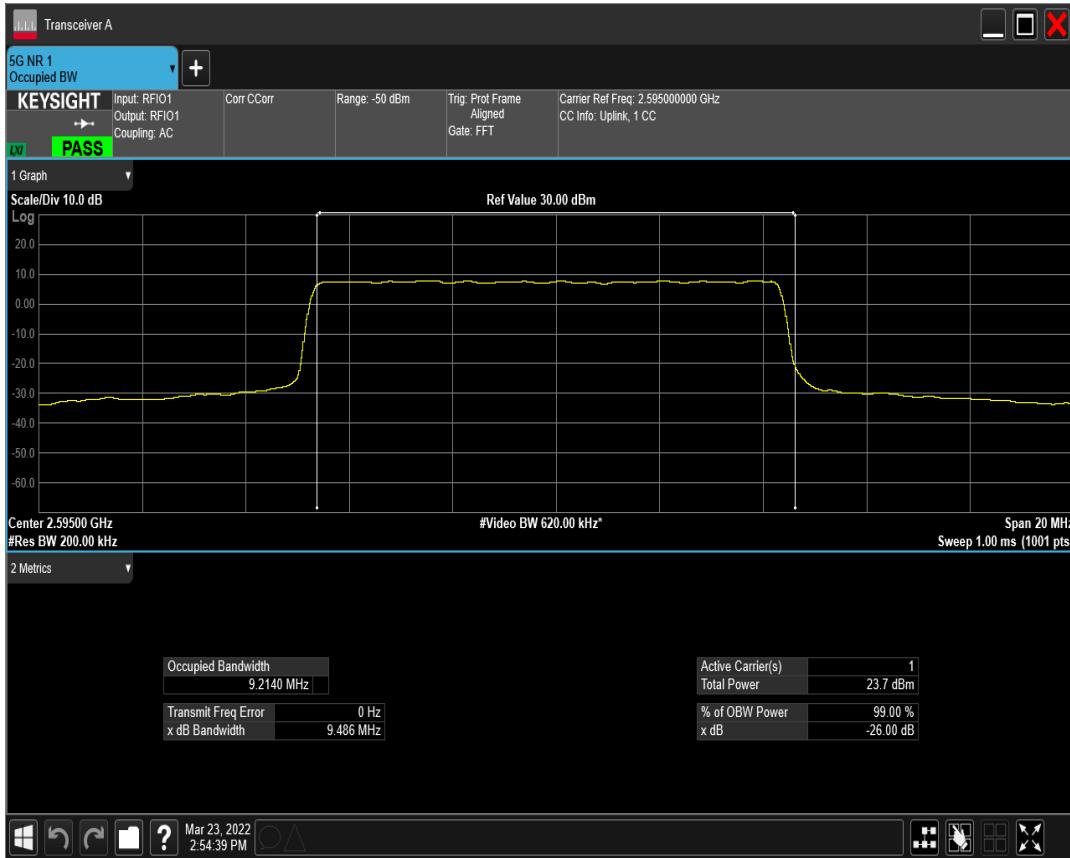 Transceiver A
5G NR 1
Occupied BW
KEYSIGHT
LXI
PASS
Input: RFIO1
Output: RFIO1
Coupling: AC
Corr CCorr
Range: -50 dBm
Trig: Prot Frame
Aligned
Gate: FFT
Carrier Ref Freq: 2.595000000 GHz
CC Info: Uplink, 1 CC
1 Graph
Scale/Div 10.0 dB
Ref Value 30.00 dBm
Log
20.0
10.0
0.00
-10.0
-20.0
-30.0
-40.0
-50.0
-60.0
Center 2.59500 GHz
#Video BW 620.00 kHz*
Span 20 MHz
#Res BW 200.00 kHz
Sweep 1.00 ms (1001 pts
2 Metrics
Occupied Bandwidth
9.2140 MHz
Transmit Freq Error 0 Hz
x dB Bandwidth 9.486 MHz
Active Carrier(s) 1
Total Power 23.7 dBm
% of OBW Power 99.00 %
x dB -26.00 dB
?
Mar 23, 2022
2:54:39 PM